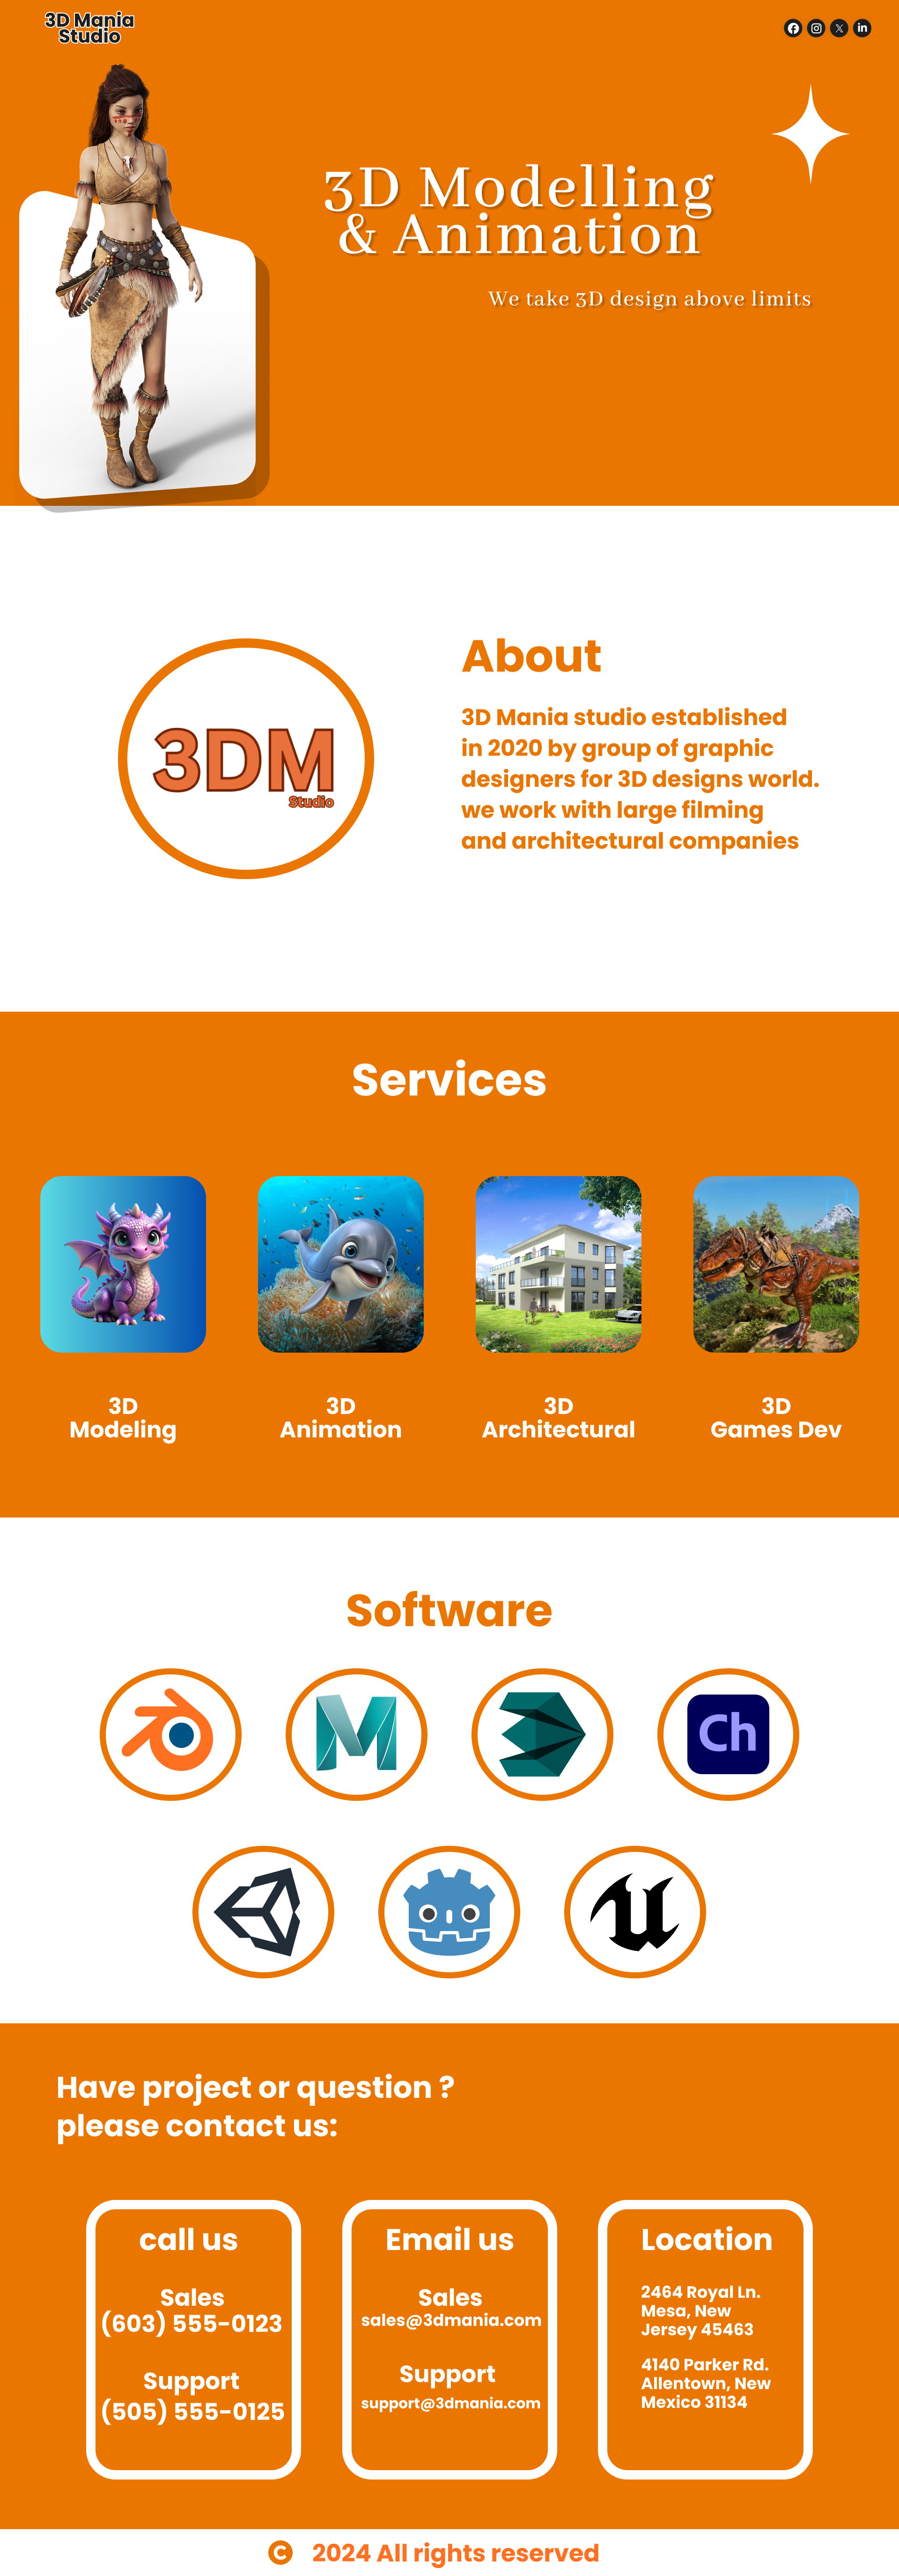 3D Mania
Studio
3D Modelling
& Animation
We take 3D design above limits
3DM
Studio
About
3D Mania studio established
in 2020 by group of graphic
designers for 3D designs world.
we work with large filming
and architectural companies
Services
3D
Modeling
3D
Animation
3D
Architectural
3D
Games Dev
Software
M
Ch
Have project or question ?
please contact us:
call us
Sales
(603) 555-0123
Support
(505) 555-0125
Email us
Sales
sales@3dmania.com
Support
support@3dmania.com
Location
2464 Royal Ln.
Mesa, New
Jersey 45463
4140 Parker Rd.
Allentown, New
Mexico 31134
© 2024 All rights reserved